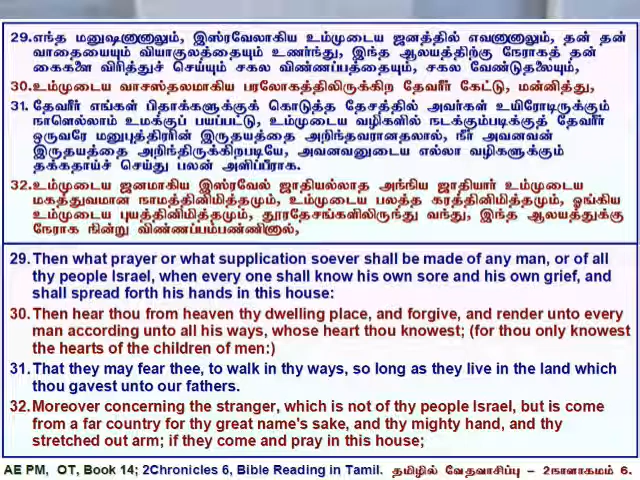 29.எந்த மனுஷனானாலும், இஸ்ரவேலாகிய உம்முடைய ஜனத்தில் எவனானாலும், தன் தன்
வாதையையும் வியாகுலத்தையும் உணர்ந்து, இந்த ஆலயத்திற்கு நேராகத் தன்
கைகளை விரித்துச் செய்யும் சகல விண்ணப்பத்தையும், சகல வேண்டுதலையும்,
30.உம்முடைய வாசஸ்தலமாகிய பரலோகத்திலிருக்கிற தேவரீர் கேட்டு, மன்னித்து,
31. தேவரீர் எங்கள் பிதாக்களுக்குக் கொடுத்த தேசத்தில் அவர்கள் உயிரோடிருக்கும்
நாளெல்லாம் உமக்குப் பயப்பட்டு, உம்முடைய வழிகளில் நடக்கும்படிக்குத் தேவரீர்
ஒருவரே மனுபுத்திரரின் இருதயத்தை அறிந்தவரானதலால், நீர் அவனவன்
இருதயத்தை அறிந்திருக்கிறபடியே, அவனவனுடைய எல்லா வழிகளுக்கும்
தக்கதாய்ச் செய்து பலன் அளிப்பீராக.
32.உம்முடைய ஜனமாகிய இஸ்ரவேல் ஜாதியல்லாத அந்நிய ஜாதியார் உம்முடைய
மகத்துவமான நாமத்தினிமித்தமும், உம்முடைய பலத்த கரத்தினிமித்தமும், ஓங்கிய
உம்முடைய புயத்தினிமித்தமும், தூரதேசங்களிலிருந்து வந்து, இந்த ஆலயத்துக்கு
நேராக நின்று விண்ணப்பம்பண்ணினால்,
29. Then what prayer or what supplication soever shall be made of any man, or of all
thy people Israel, when every one shall know his own sore and his own grief, and
shall spread forth his hands in this house:
30. Then hear thou from heaven thy dwelling place, and forgive, and render unto every
man according unto all his ways, whose heart thou knowest; (for thou only knowest
the hearts of the children of men:)
31. That they may fear thee, to walk in thy ways, so long as they live in the land which
thou gavest unto our fathers.
32. Moreover concerning the stranger, which is not of thy people Israel, but is come
from a far country for thy great name's sake, and thy mighty hand, and thy
stretched out arm; if they come and pray in this house;
AE PM, OT, Book 14; 2Chronicles 6, Bible Reading in Tamil. தமிழில் வேதவாசிப்பு – 2நாளாகமம் 6.